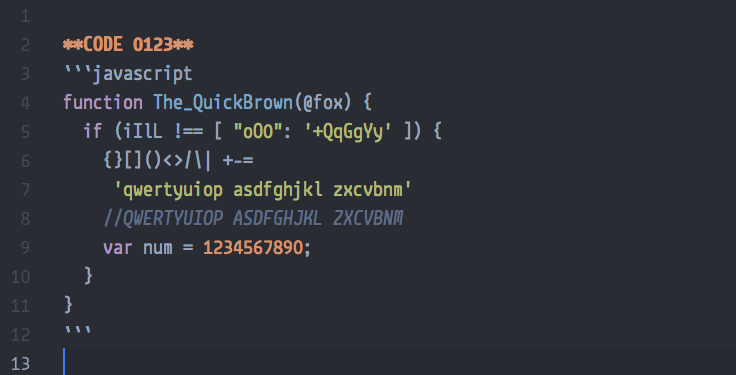 1
2 **CODE 0123**
3 ```javascript
4 function The_QuickBrown(@fox) {
5   if (iIlL !== [ "oO0": '+QqGgYy' ]) {
6     {}[]()<>/\| +-=
7      'qwertyuiop asdfghjkl zxcvbnm'
8     //QWERTYUIOP ASDFGHJKL ZXCVBNM
9     var num = 1234567890;
10   }
11 }
12 ```
13